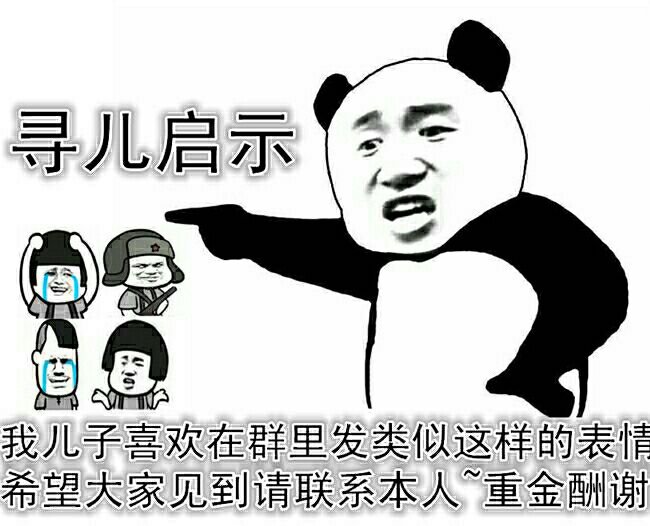 寻儿启示
我儿子喜欢在群里发类似这样的表情
希望大家见到请联系本人~重金酬谢